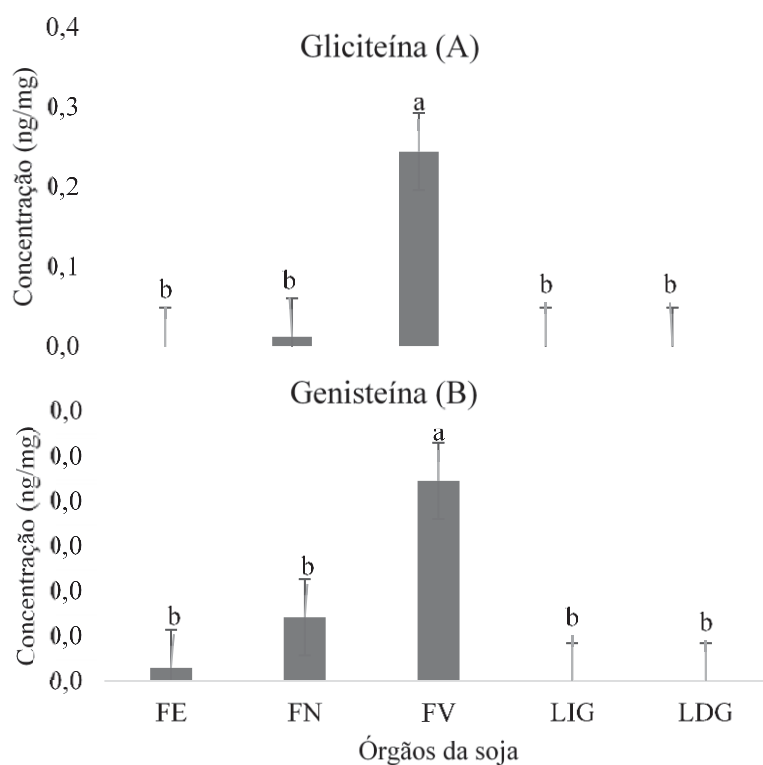 Gliciteína (A)
Concentração (ng/mg)
0,4
0,3
0,2
0,1
0,0
b
b
a
b
b
Genisteína (B)
Concentração (ng/mg)
0,0
0,0
0,0
0,0
0,0
0,0
0,0
b
b
a
b
b
FE FN FV LIG LDG
Órgãos da soja